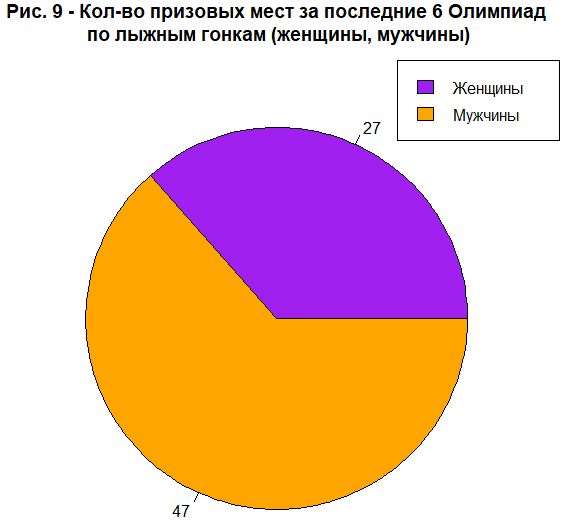 Рис. 9 - Кол-во призовых мест за последние 6 Олимпиад
по лыжным гонкам (женщины, мужчины)
Женщины
Мужчины
27
47